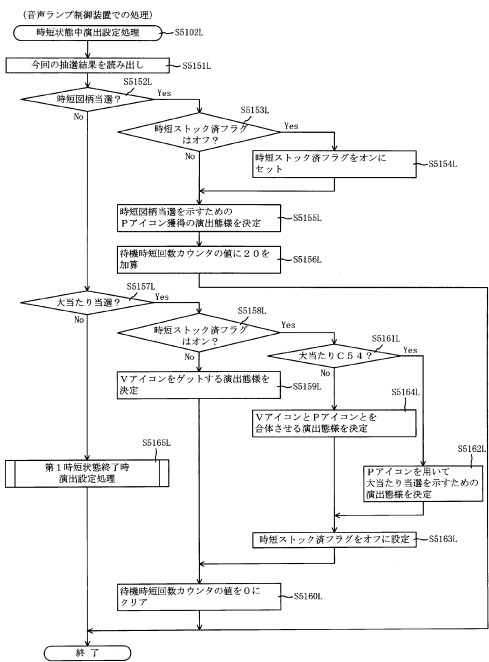 (音声ランプ制御装置での処理)
時短状態中演出設定処理
S5102L
今回の抽選結果を読み出し
S5151L
S5152L
時短図柄当選?
Yes
No
S5153L
時短ストック済フラグ
はオフ?
Yes
No
時短ストック済フラグをオンに
セット
S5154L
時短図柄当選を示すための
Pアイコン獲得の演出態様を決定
S5155L
待機時短回数カウンタの値に20を
加算
S5156L
S5157L
大当たり当選?
Yes
No
S5158L
時短ストック済フラグ
はオン?
Yes
No
S5161L
大当たりC54?
Yes
No
Vアイコンをゲットする演出態様を
決定
S5159L
S5164L
VアイコンとPアイコンとを
合体させる演出態様を決定
S5165L
第1時短状態終了時
演出設定処理
S5162L
Pアイコンを用いて
大当たり当選を示すための
演出態様を決定
時短ストック済フラグをオフに設定
S5163L
待機時短回数カウンタの値を0に
クリア
S5160L
終了